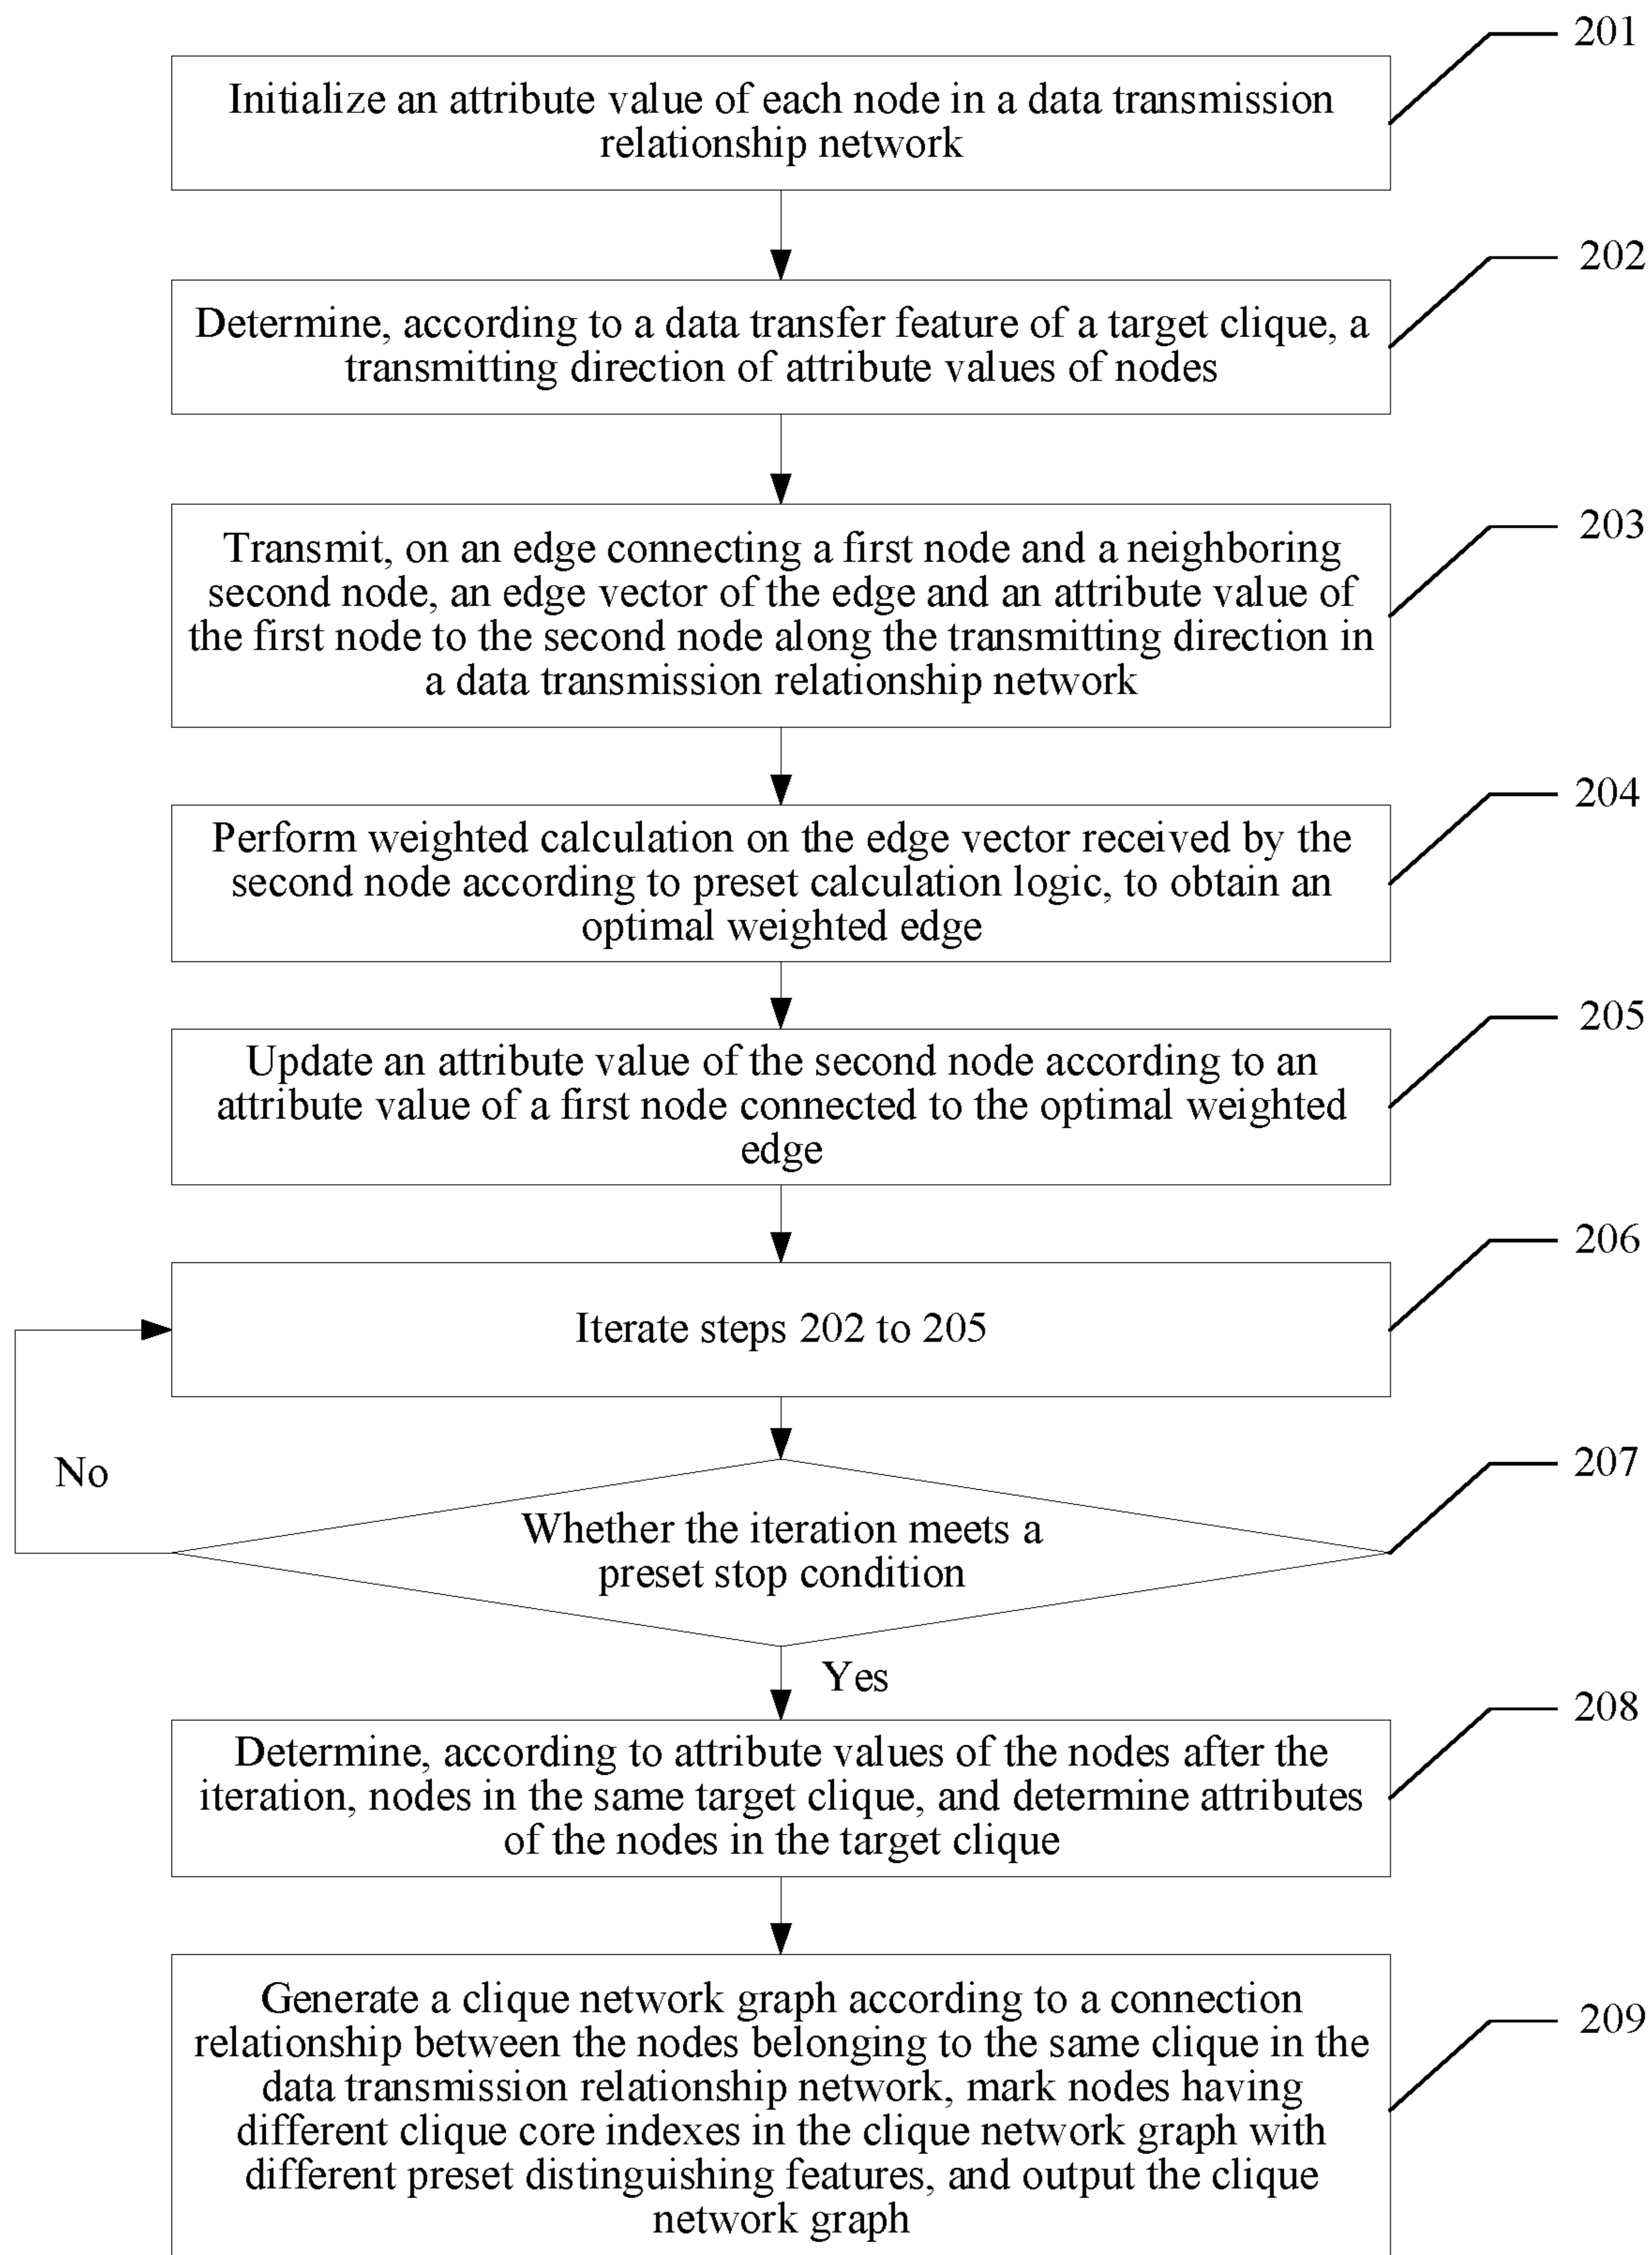 201
Initialize an attribute value of each node in a data transmission
relationship network
202
Determine, according to a data transfer feature of a target clique, a
transmitting direction of attribute values of nodes
203
Transmit, on an edge connecting a first node and a neighboring
second node, an edge vector of the edge and an attribute value of
the first node to the second node along the transmitting direction in
a data transmission relationship network
204
Perform weighted calculation on the edge vector received by the
second node according to preset calculation logic, to obtain an
optimal weighted edge
205
Update an attribute value of the second node according to an
attribute value of a first node connected to the optimal weighted
edge
206
Iterate steps 202 to 205
207
No
Whether the iteration meets a
preset stop condition
Yes
208
Determine, according to attribute values of the nodes after the
iteration, nodes in the same target clique, and determine attributes
of the nodes in the target clique
209
Generate a clique network graph according to a connection
relationship between the nodes belonging to the same clique in the
data transmission relationship network, mark nodes having
different clique core indexes in the clique network graph with
different preset distinguishing features, and output the clique
network graph